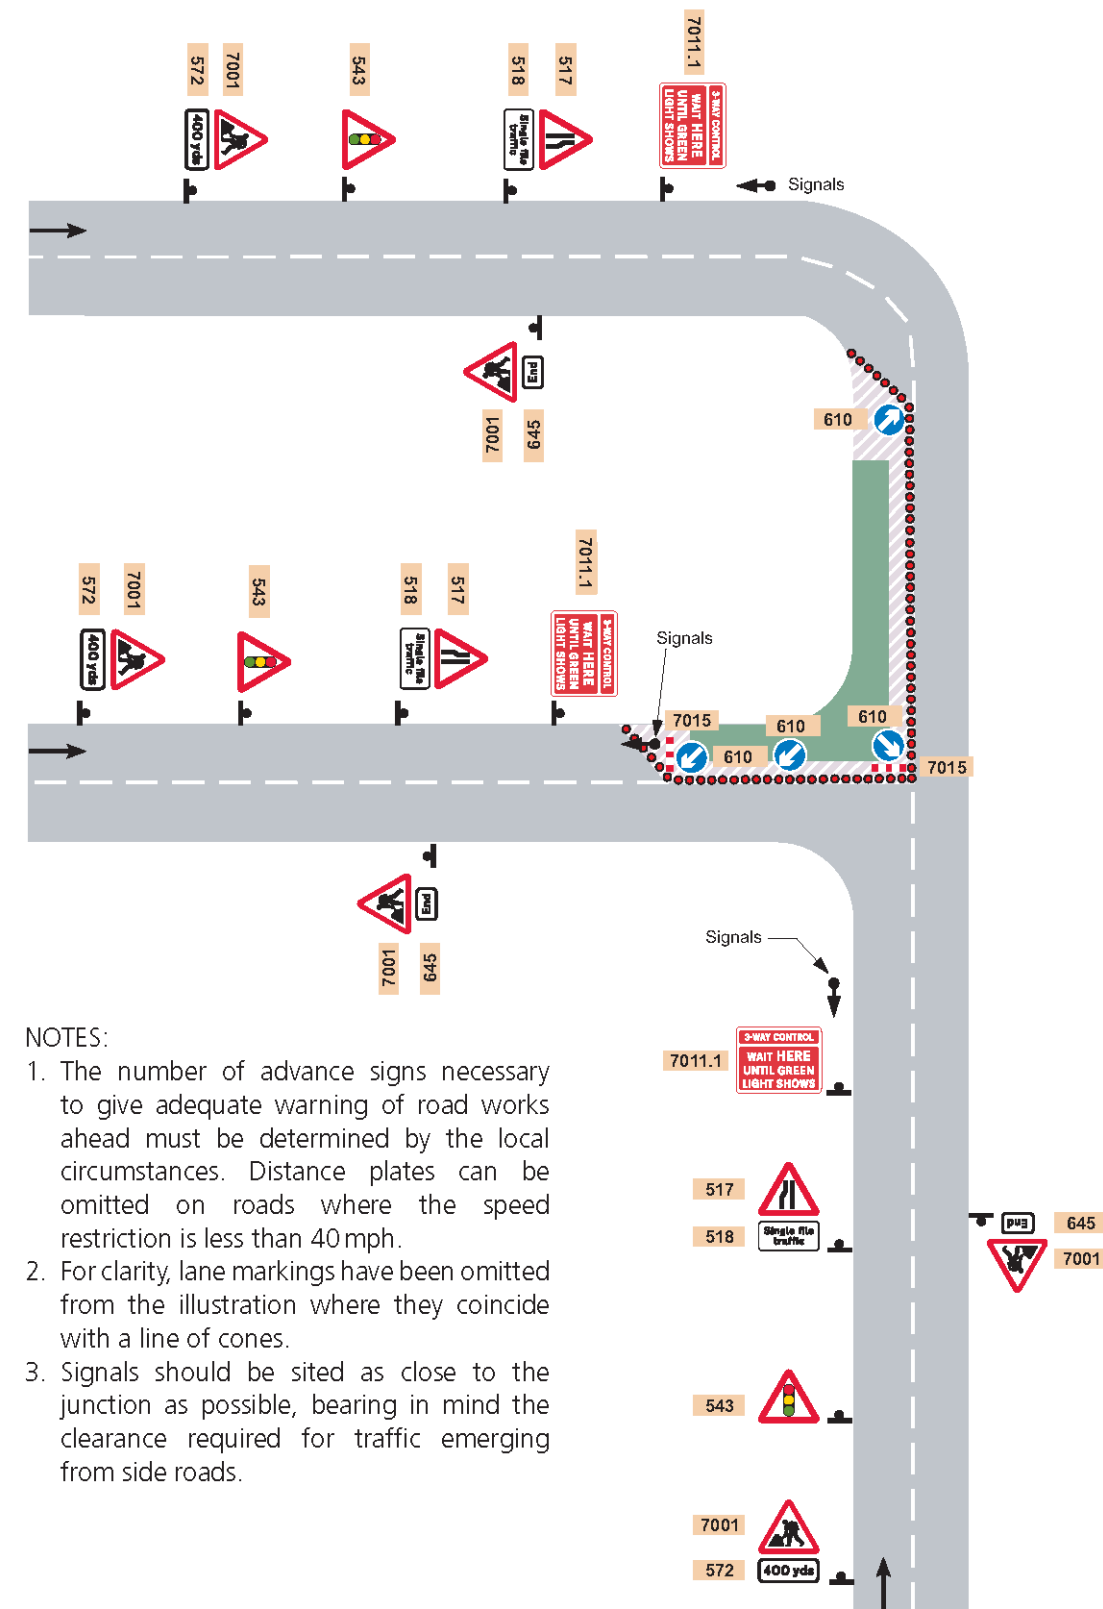 572
7001
543
518
517
7011.1
400 yds
Single file
traffic
3-WAY CONTROL
WAIT HERE
UNTIL GREEN
LIGHT SHOWS
Signals
End
7001
645
610
572
7001
543
518
517
7011.1
400 yds
Single file
traffic
3-WAY CONTROL
WAIT HERE
UNTIL GREEN
LIGHT SHOWS
Signals
7015
610
610
610
7015
End
7001
645
Signals
7011.1
3-WAY CONTROL
WAIT HERE
UNTIL GREEN
LIGHT SHOWS
517
518
Single file
traffic
End
645
7001
543
7001
572
400 yds
NOTES:
1. The number of advance signs necessary
to give adequate warning of road works
ahead must be determined by the local
circumstances. Distance plates can be
omitted on roads where the speed
restriction is less than 40 mph.
2. For clarity, lane markings have been omitted
from the illustration where they coincide
with a line of cones.
3. Signals should be sited as close to the
junction as possible, bearing in mind the
clearance required for traffic emerging
from side roads.